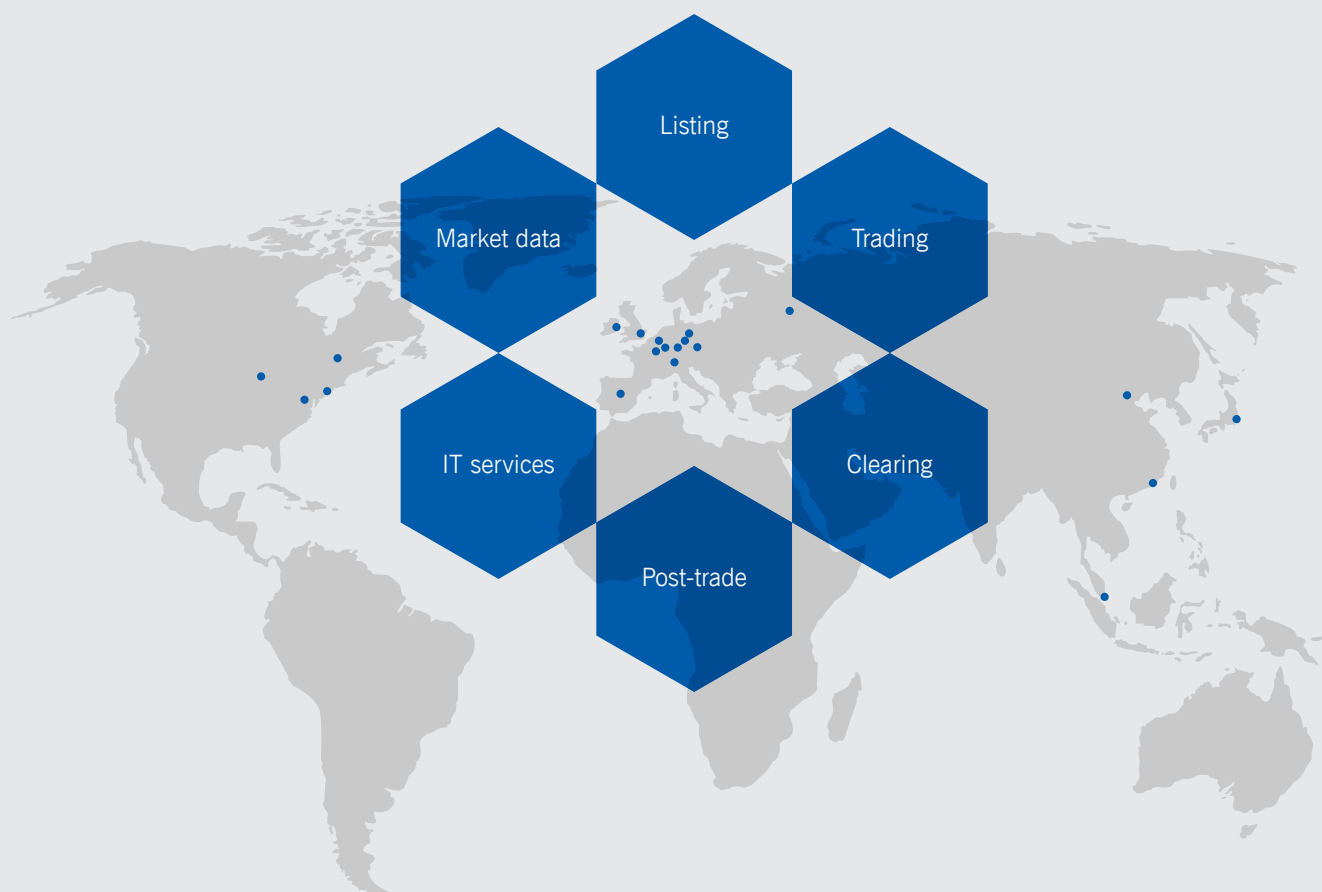 Listing
Market data
Trading
IT services
Clearing
Post-trade